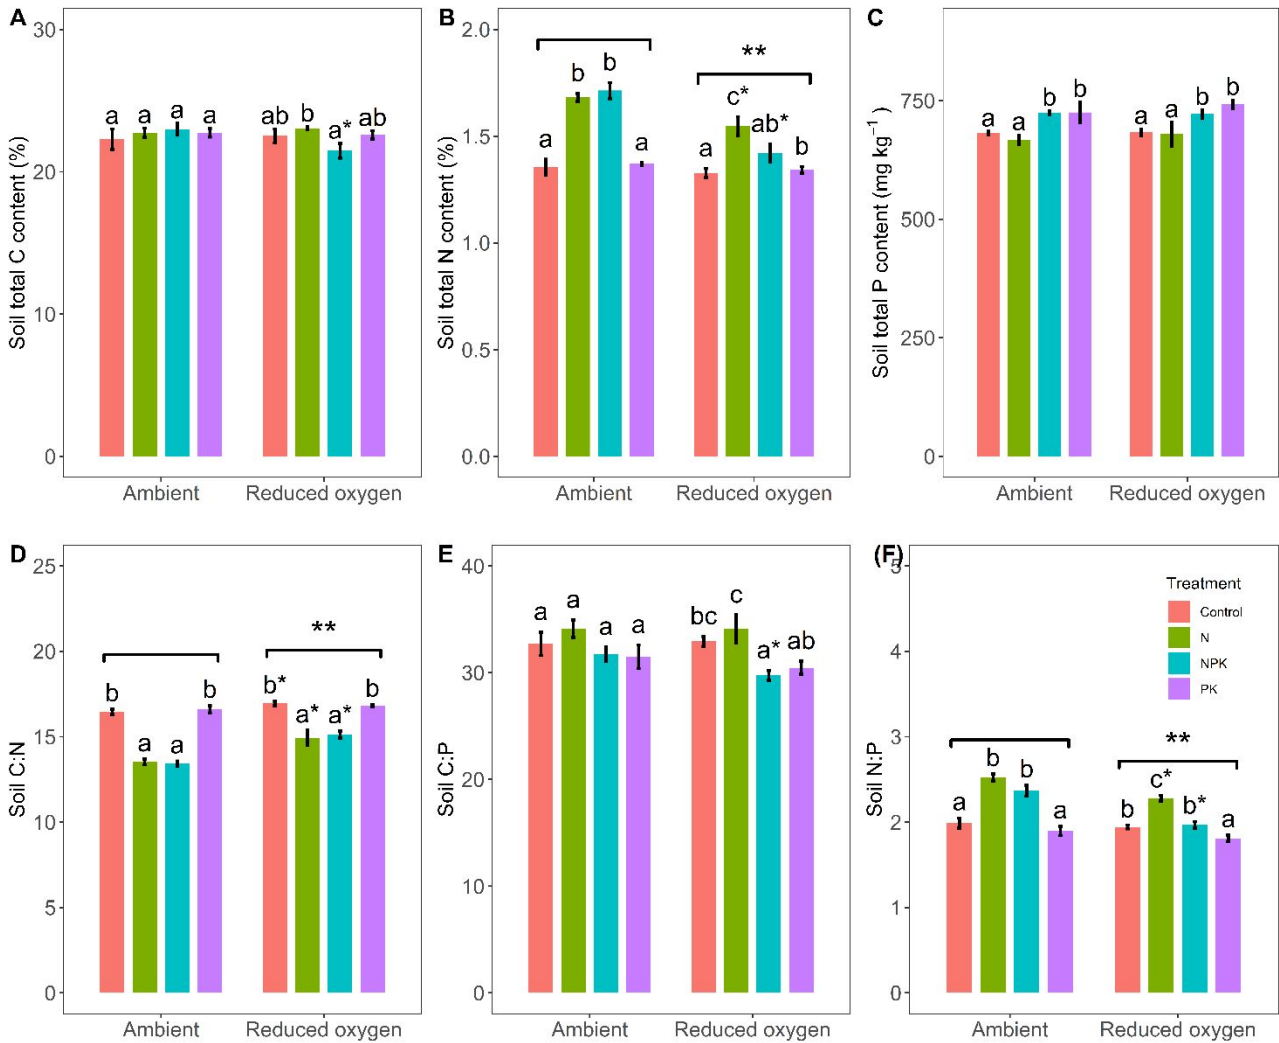 A
30
20
10
0
Soil total C content (%)
a a a a ab b a* ab
Ambient Reduced oxygen
B
2.0
1.5
1.0
0.5
0.0
Soil total N content (%)
**
a b b a a c* ab* b
Ambient Reduced oxygen
C
750
500
250
0
Soil total P content (mg kg⁻¹)
a a b b a a b b
Ambient Reduced oxygen
D
25
20
15
10
5
0
Soil C:N
**
b a a b b* a* a* b
Ambient Reduced oxygen
E
40
30
20
10
0
Soil C:P
a a a a bc c a* ab
Ambient Reduced oxygen
(F)
5
4
3
2
1
0
Soil N:P
Treatment
Control
N
NPK
PK
**
a b b a b c* b* a
Ambient Reduced oxygen